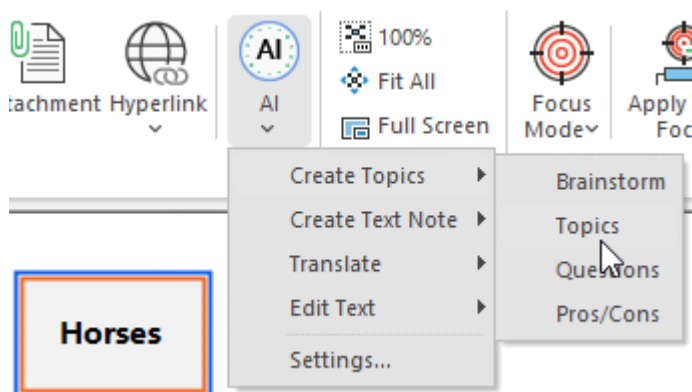 AI
100%
Fit All
Full Screen
tachment
Hyperlink
AI
Focus
Mode
Apply
Foc
Create Topics
Create Text Note
Translate
Edit Text
Settings...
Brainstorm
Topics
Questions
Pros/Cons
Horses